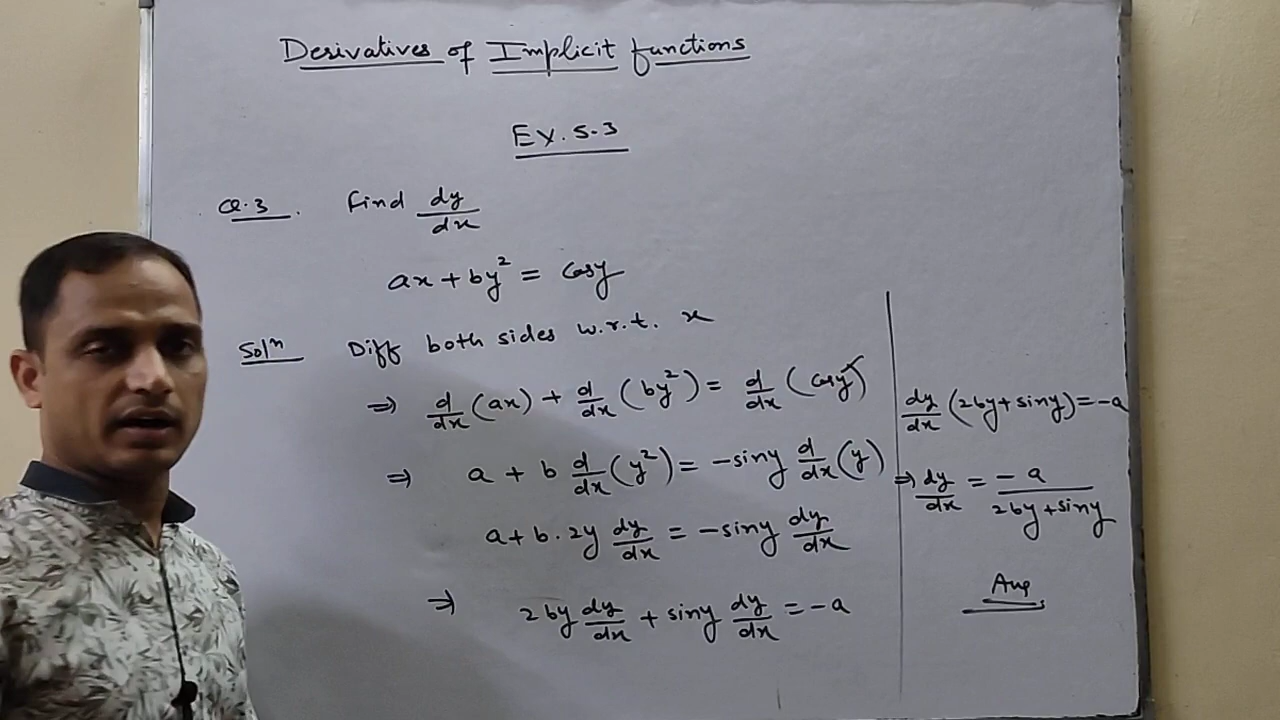 Derivatives of Implicit functions
Ex. 5.3
Q.3. Find dy/dx
ax + by² = cosy
Solⁿ Diff both sides w.r.t. x
⇒ d/dx (ax) + d/dx (by²) = d/dx (cosy)
⇒ a + b d/dx (y²) = -siny d/dx (y)
a + b . 2y dy/dx = -siny dy/dx
⇒ 2by dy/dx + siny dy/dx = -a
dy/dx (2by + siny) = -a
⇒ dy/dx = -a/2by + siny
Ans